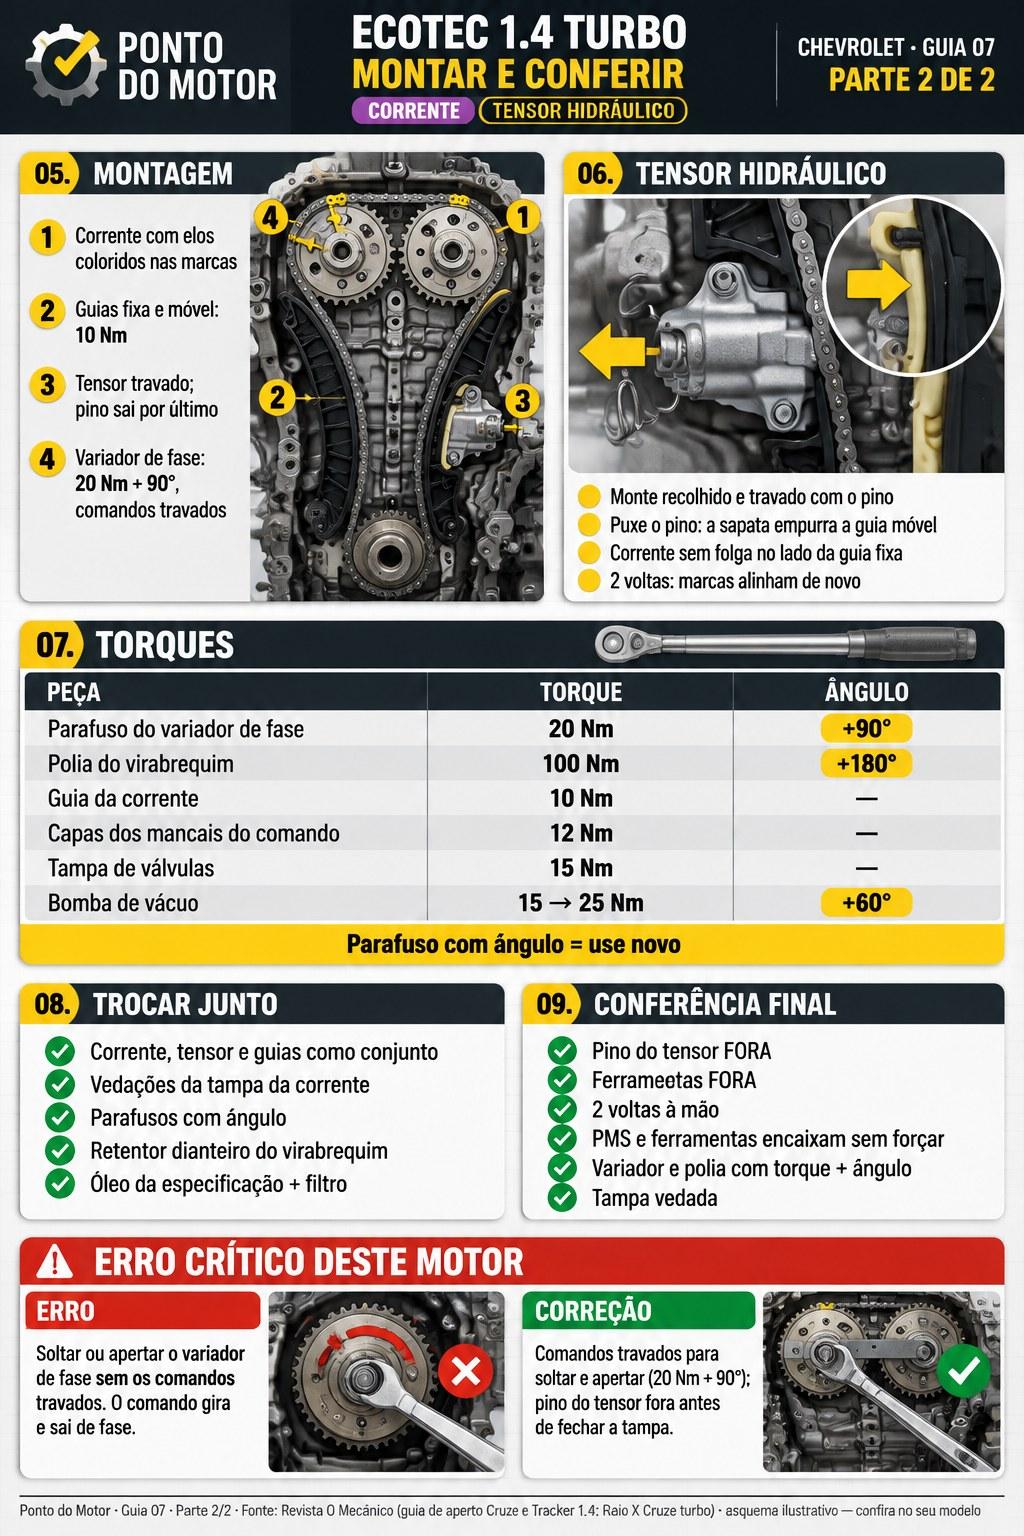 PONTO
DO MOTOR
ECOTEC 1.4 TURBO
MONTAR E CONFERIR
CORRENTE
TENSOR HIDRÁULICO
CHEVROLET · GUIA 07
PARTE 2 DE 2
05. MONTAGEM
1 Corrente com elos
coloridos nas marcas
2 Guias fixa e móvel:
10 Nm
3 Tensor travado;
pino sai por último
4 Variador de fase:
20 Nm + 90°,
comandos travados
4
1
2
3
06. TENSOR HIDRÁULICO
Monte recolhido e travado com o pino
Puxe o pino: a sapata empurra a guia móvel
Corrente sem folga no lado da guia fixa
2 voltas: marcas alinham de novo
07. TORQUES
PEÇA TORQUE ÂNGULO
Parafuso do variador de fase 20 Nm +90°
Polia do virabrequim 100 Nm +180°
Guia da corrente 10 Nm —
Capas dos mancais do comando 12 Nm —
Tampa de válvulas 15 Nm —
Bomba de vácuo 15 → 25 Nm +60°
Parafuso com ángulo = use novo
08. TROCAR JUNTO
Corrente, tensor e guias como conjunto
Vedações da tampa da corrente
Parafusos com ángulo
Retentor dianteiro do virabrequim
Óleo da especificação + filtro
09. CONFERÊNCIA FINAL
Pino do tensor FORA
Ferrameotas FORA
2 voltas à mão
PMS e ferramentas encaixam sem forçar
Variador e polia com torque + ângulo
Tampa vedada
ERRO CRÍTICO DESTE MOTOR
ERRO
Soltar ou apertar o variador
de fase sem os comandos
travados. O comando gira
e sai de fase.
CORREÇÃO
Comandos travados para
soltar e apertar (20 Nm + 90°);
pino do tensor fora antes
de fechar a tampa.
Ponto do Motor · Guia 07 · Parte 2/2 · Fonte: Revista O Mecánico (guia de aperto Cruze e Tracker 1.4: Raio X Cruze turbo) · asquema ilustrativo — confira no seu modelo